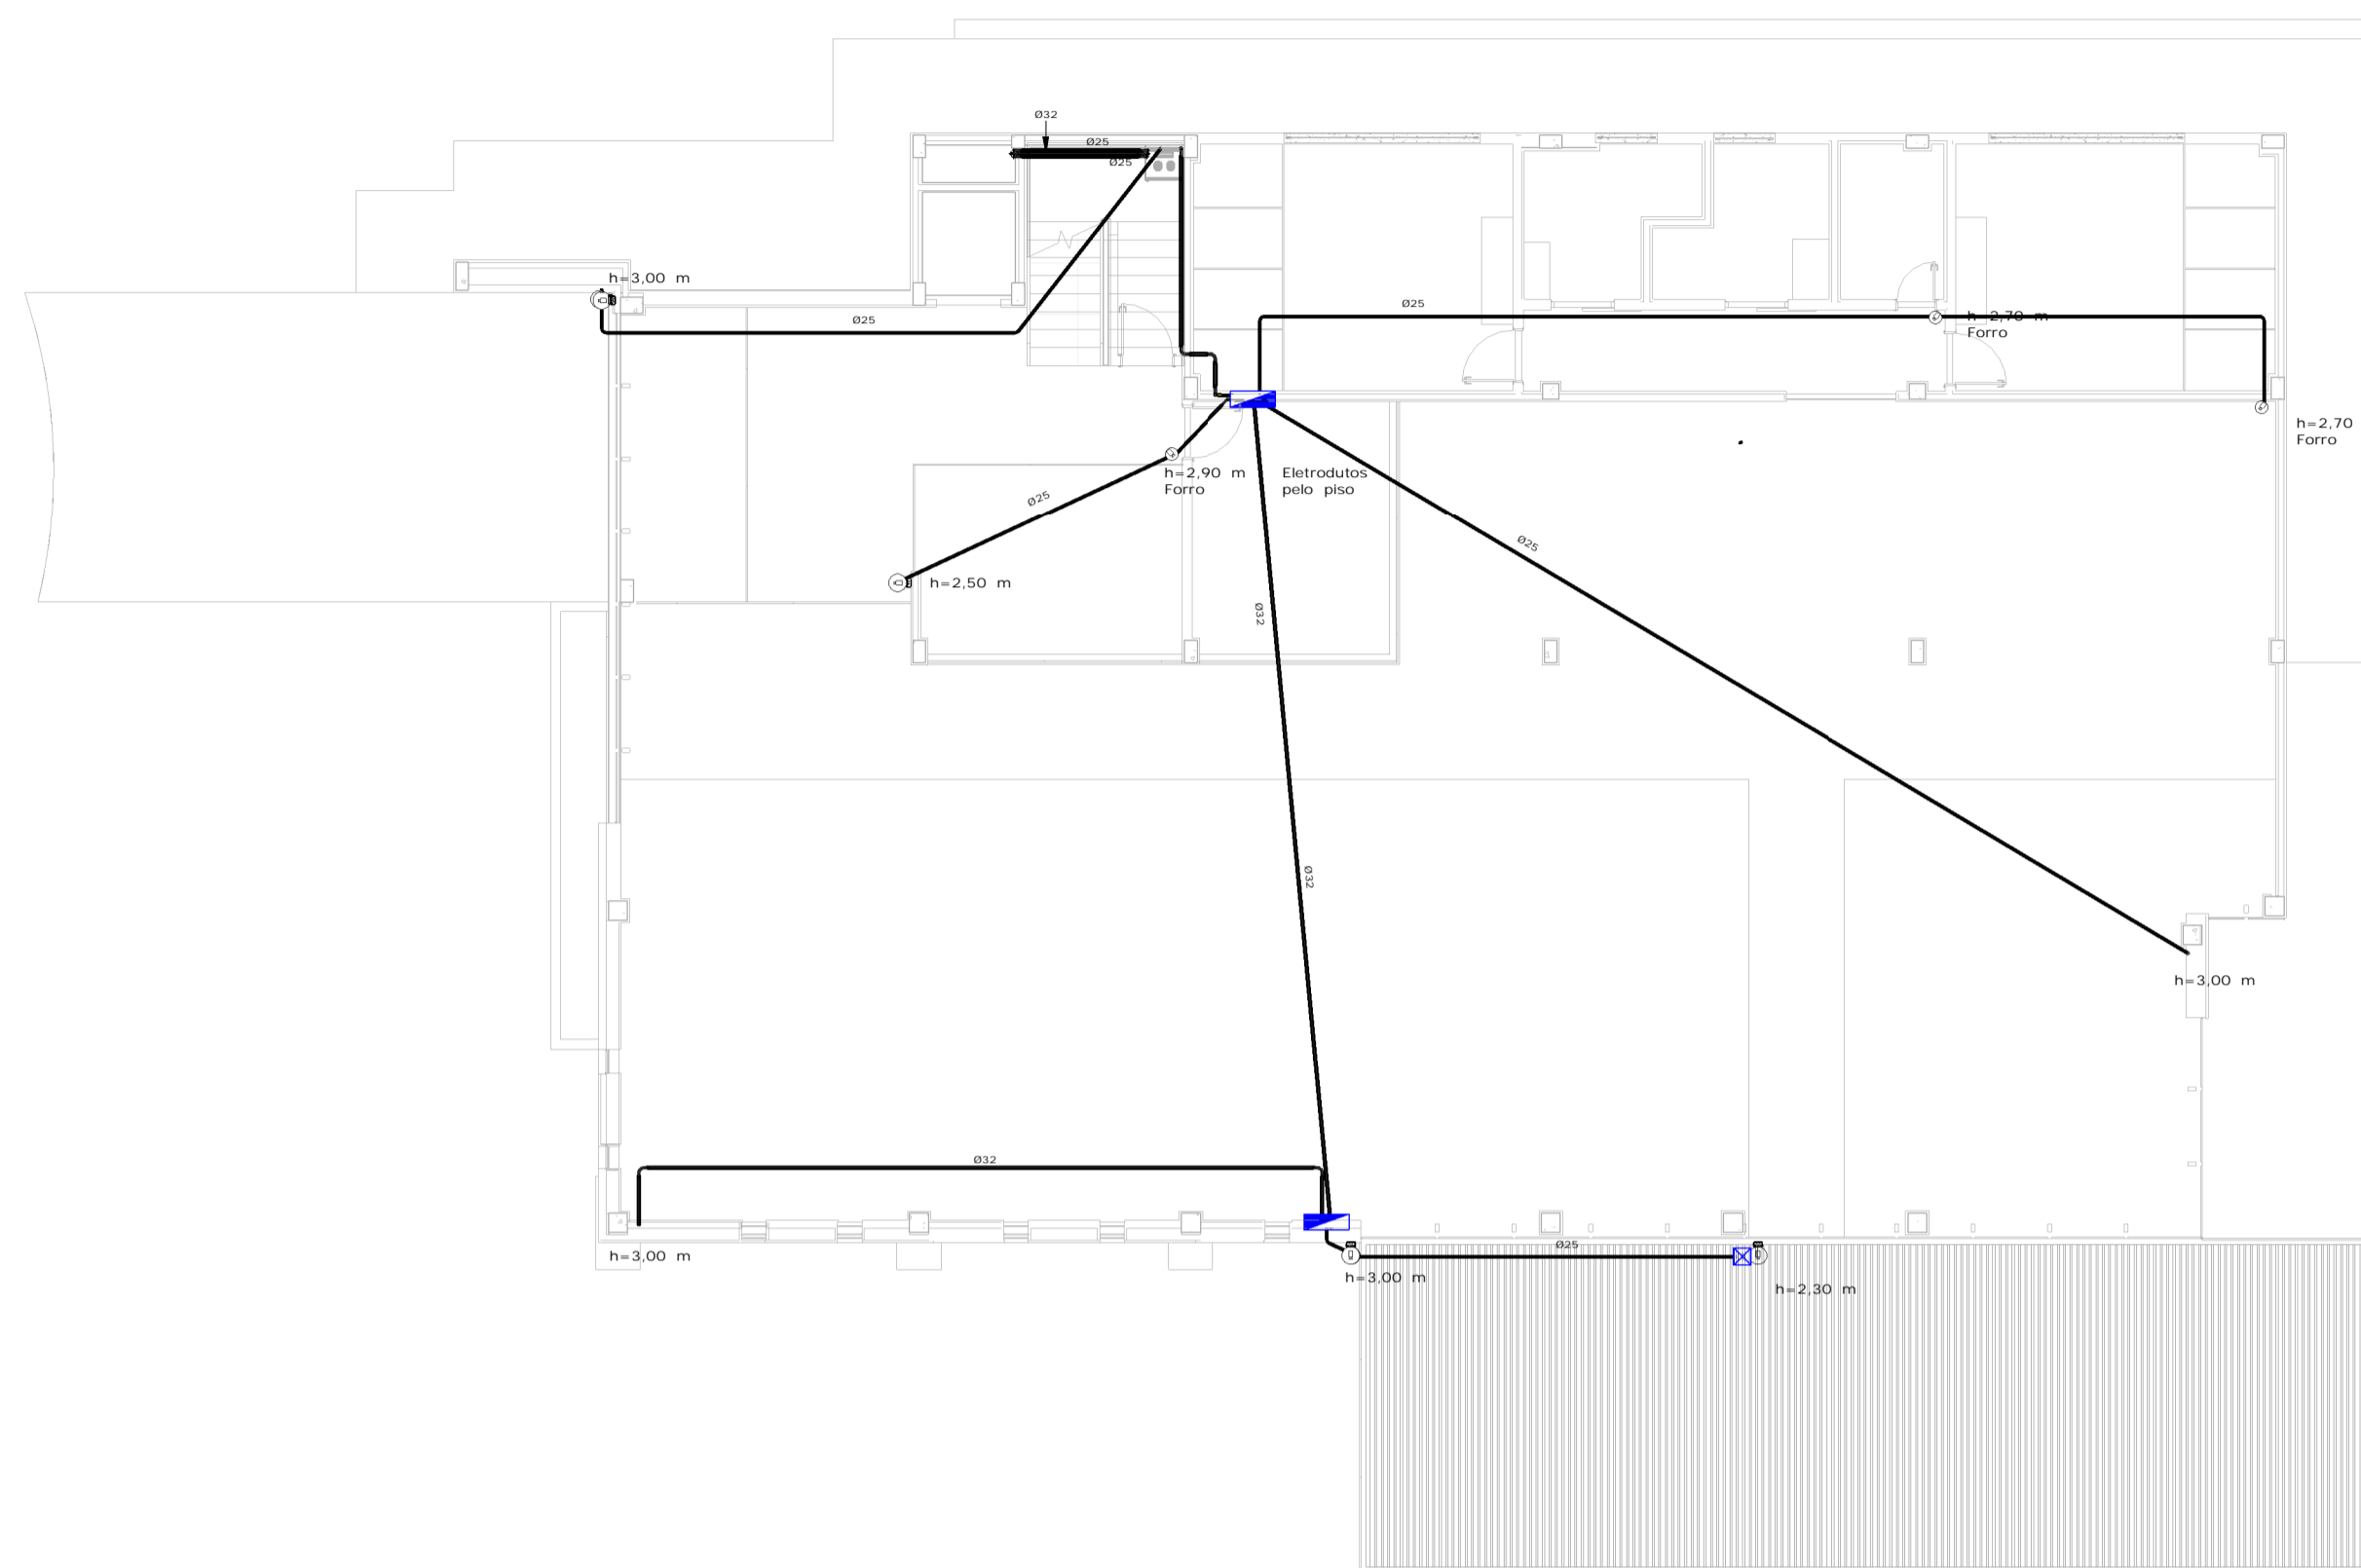 Ø32
Ø25
Ø25
h=3,00 m
Ø25
Ø25
h=2,70 m
Forro
h=2,70
Forro
h=2,90 m
Forro
Eletrodutos
pelo piso
Ø25
Ø25
h=2,50 m
Ø32
Ø32
h=3,00 m
Ø32
Ø25
h=3,00 m
h=3,00 m
h=2,30 m